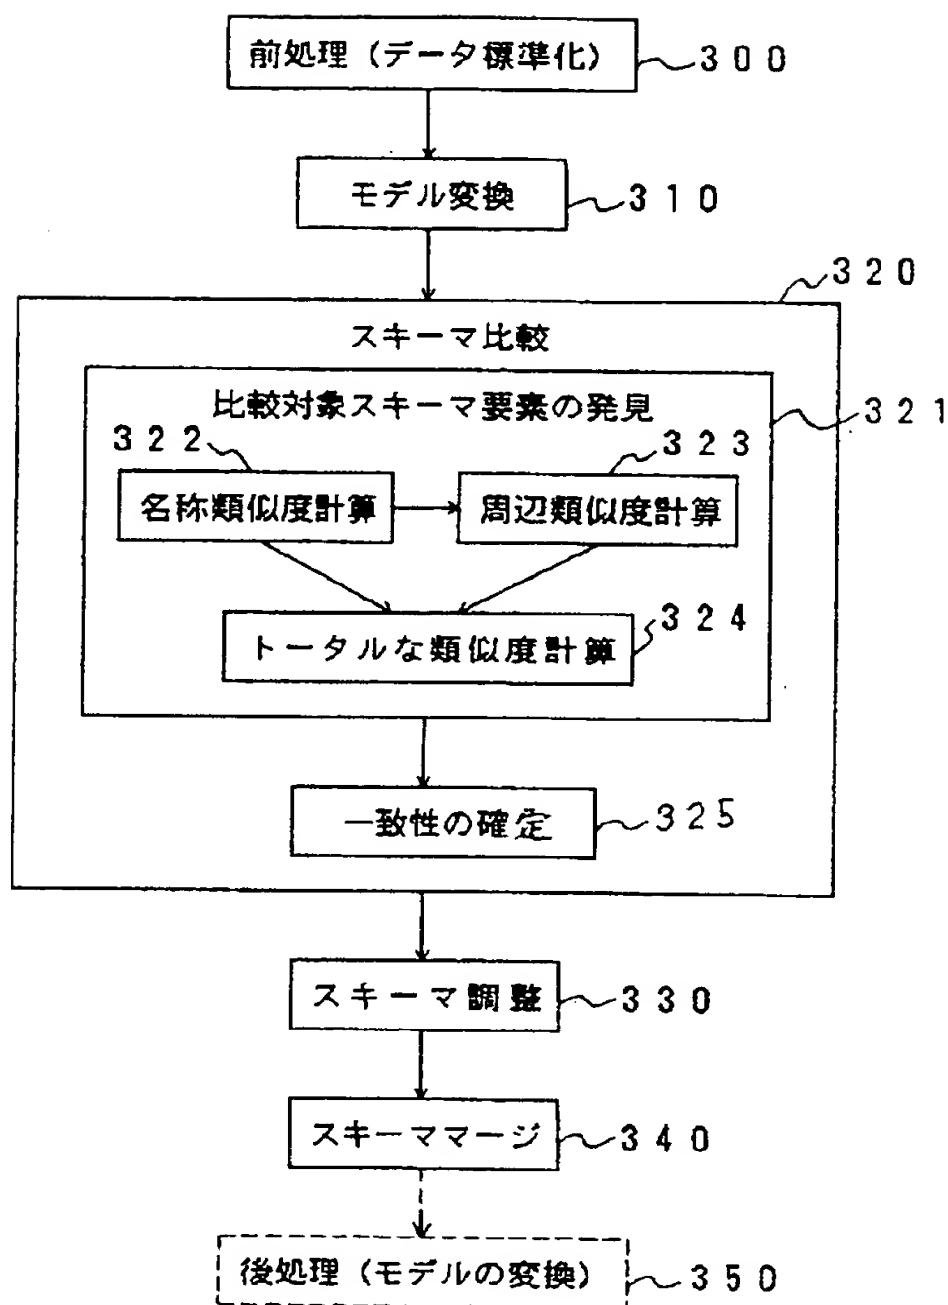 前処理（データ標準化）
300
モデル変換
310
320
スキーマ比較
比較対象スキーマ要素の発見
321
322
323
名称類似度計算
周辺類似度計算
324
トータルな類似度計算
一致性の確定
325
スキーマ調整
330
スキーママージ
340
後処理（モデルの変換）
350